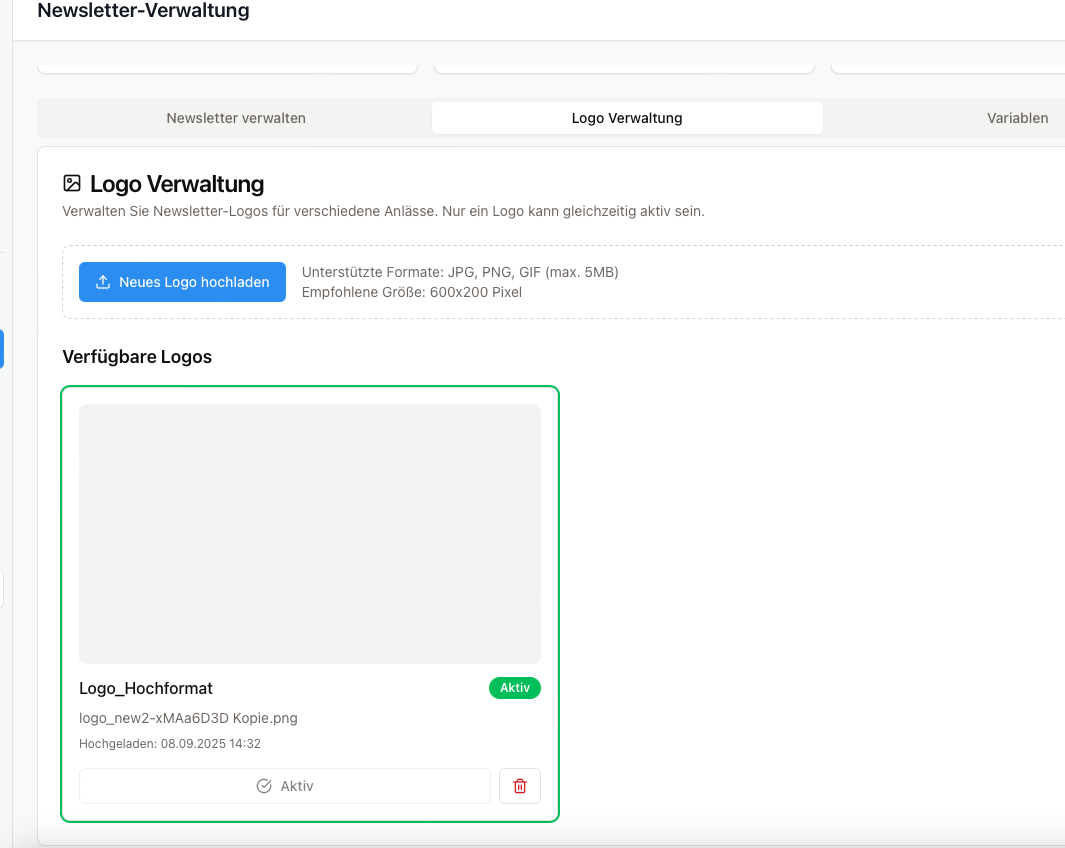 Newsletter-Verwaltung
Newsletter verwalten
Logo Verwaltung
Variablen
Logo Verwaltung
Verwalten Sie Newsletter-Logos für verschiedene Anlässe. Nur ein Logo kann gleichzeitig aktiv sein.
Neues Logo hochladen
Unterstützte Formate: JPG, PNG, GIF (max. 5MB)
Empfohlene Größe: 600x200 Pixel
Verfügbare Logos
Logo_Hochformat
Aktiv
logo_new2-xMAa6D3D Kopie.png
Hochgeladen: 08.09.2025 14:32
Aktiv